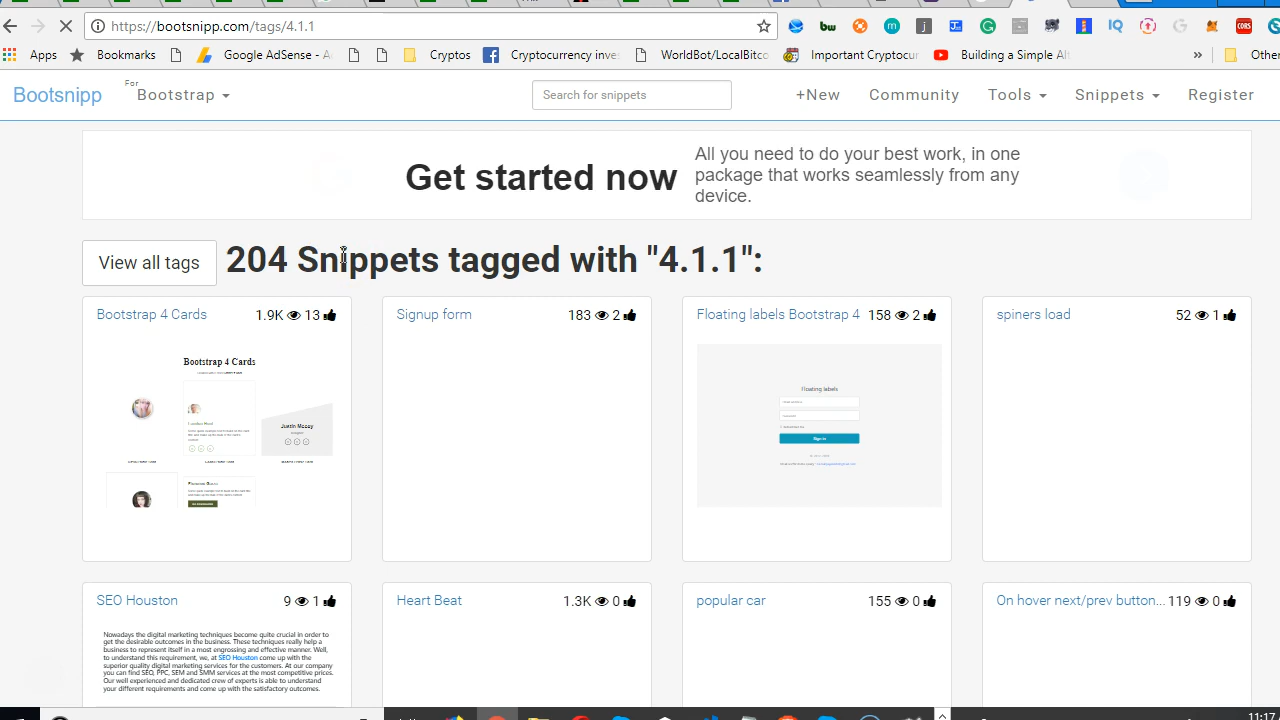 https://bootsnipp.com/tags/4.1.1
bw
CORS
Apps
Bookmarks
Google AdSense - A
Cryptos
Cryptocurrency inve
WorldBot/LocalBitco
Important Cryptocur
Building a Simple Al
»
Other
Bootsnipp
For
Bootstrap
Search for snippets
+New
Community
Tools
Snippets
Register
Get started now
All you need to do your best work, in one
package that works seamlessly from any
device.
View all tags
204 Snippets tagged with "4.1.1":
Bootstrap 4 Cards 1.9K 13
Signup form 183 2
Floating labels Bootstrap 4 158 2
spiners load 52 1
Bootstrap 4 Cards
Justin Mccoy
Floating labels
Sign in
SEO Houston 9 1
Heart Beat 1.3K 0
popular car 155 0
On hover next/prev button... 119 0
Nowadays the digital marketing techniques become quite crucial in order to
get the desirable outcomes in the business. These techniques really help a
business to represent itself in a most engrossing and effective manner. Well,
to understand this requirement, we, at SEO Houston come up with the
superior quality digital marketing services for the customers. At our company
you can find SEO, PPC, SEM and SMM services at the most competitive prices.
Our well experienced and dedicated crew of experts is able to understand
your different requirements and come up with the satisfactory outcomes.
11:17